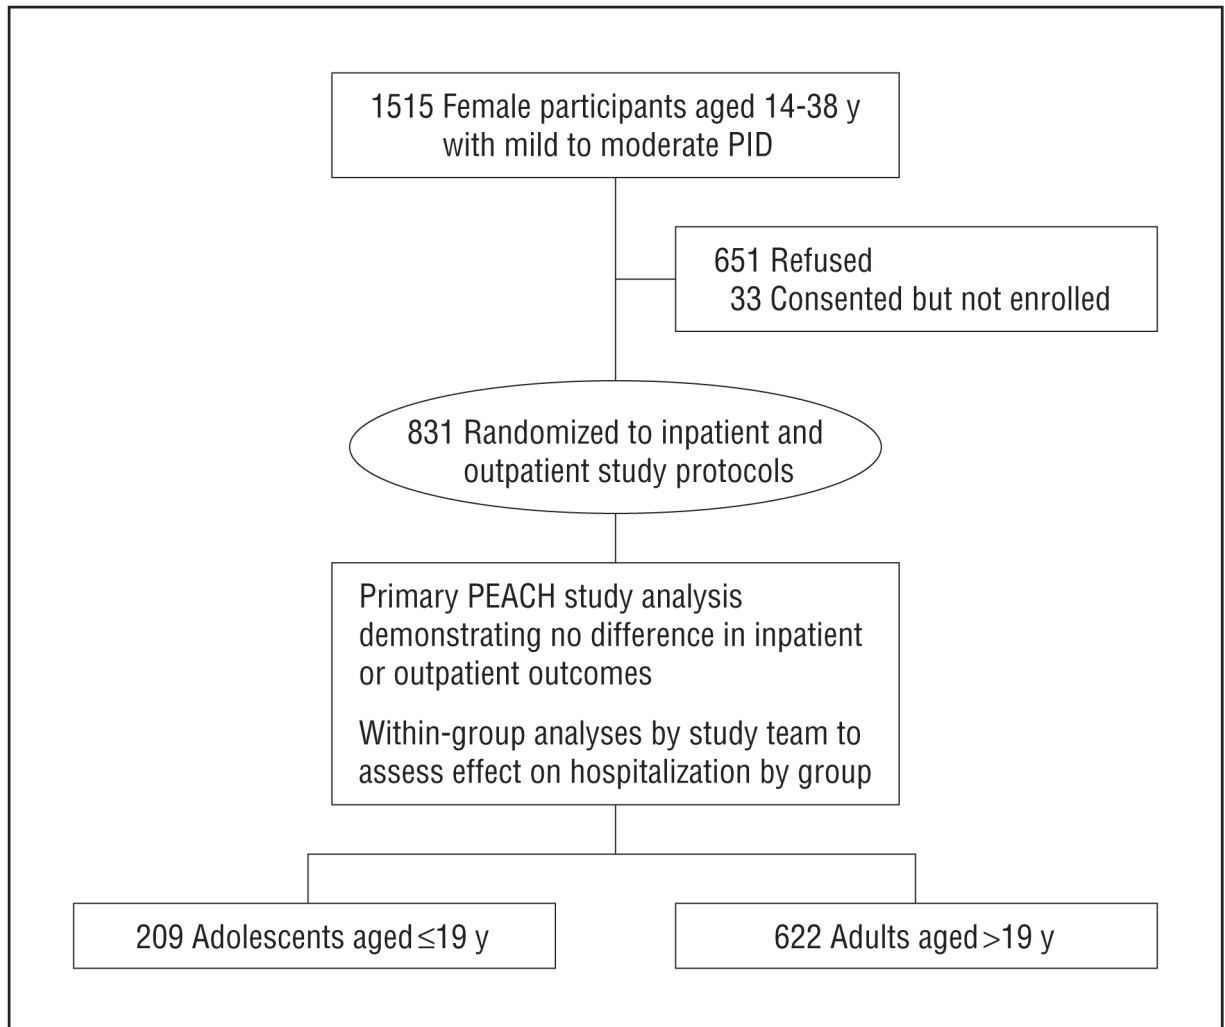 1515 Female participants aged 14-38 y
with mild to moderate PID
651 Refused
33 Consented but not enrolled
831 Randomized to inpatient and
outpatient study protocols
Primary PEACH study analysis
demonstrating no difference in inpatient
or outpatient outcomes
Within-group analyses by study team to
assess effect on hospitalization by group
209 Adolescents aged ≤19 y
622 Adults aged >19 y